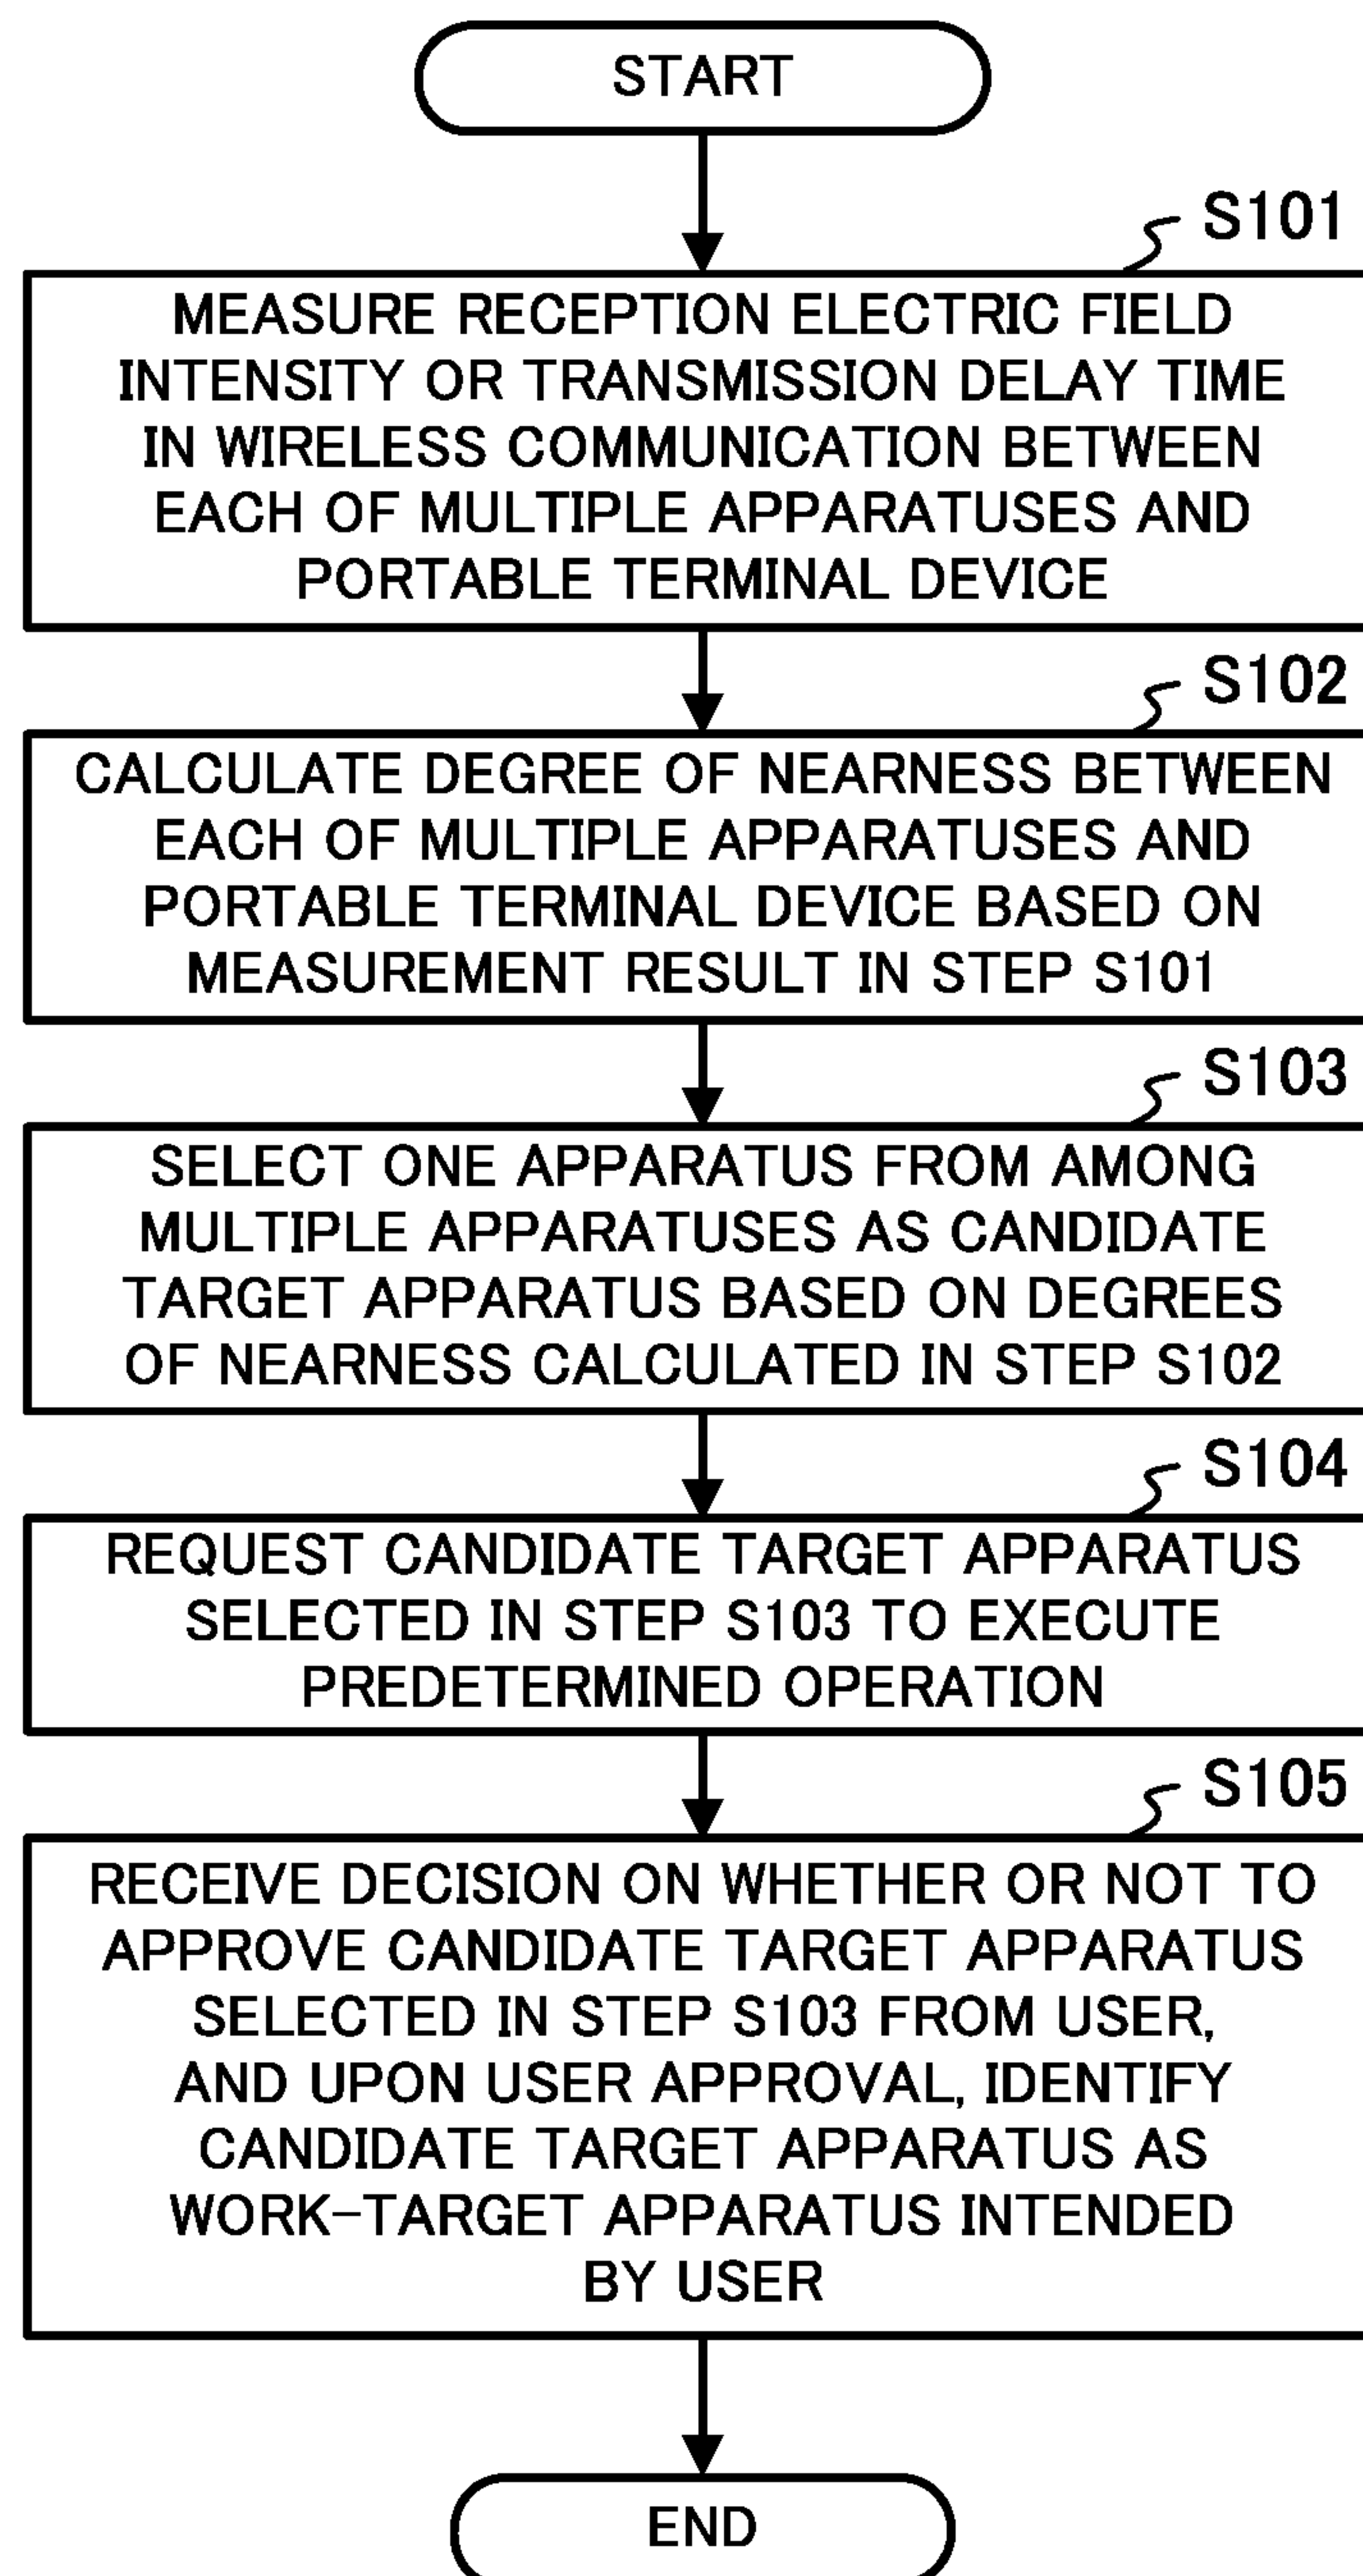 START
S101
MEASURE RECEPTION ELECTRIC FIELD
INTENSITY OR TRANSMISSION DELAY TIME
IN WIRELESS COMMUNICATION BETWEEN
EACH OF MULTIPLE APPARATUSES AND
PORTABLE TERMINAL DEVICE
S102
CALCULATE DEGREE OF NEARNESS BETWEEN
EACH OF MULTIPLE APPARATUSES AND
PORTABLE TERMINAL DEVICE BASED ON
MEASUREMENT RESULT IN STEP S101
S103
SELECT ONE APPARATUS FROM AMONG
MULTIPLE APPARATUSES AS CANDIDATE
TARGET APPARATUS BASED ON DEGREES
OF NEARNESS CALCULATED IN STEP S102
S104
REQUEST CANDIDATE TARGET APPARATUS
SELECTED IN STEP S103 TO EXECUTE
PREDETERMINED OPERATION
S105
RECEIVE DECISION ON WHETHER OR NOT TO
APPROVE CANDIDATE TARGET APPARATUS
SELECTED IN STEP S103 FROM USER,
AND UPON USER APPROVAL, IDENTIFY
CANDIDATE TARGET APPARATUS AS
WORK-TARGET APPARATUS INTENDED
BY USER
END